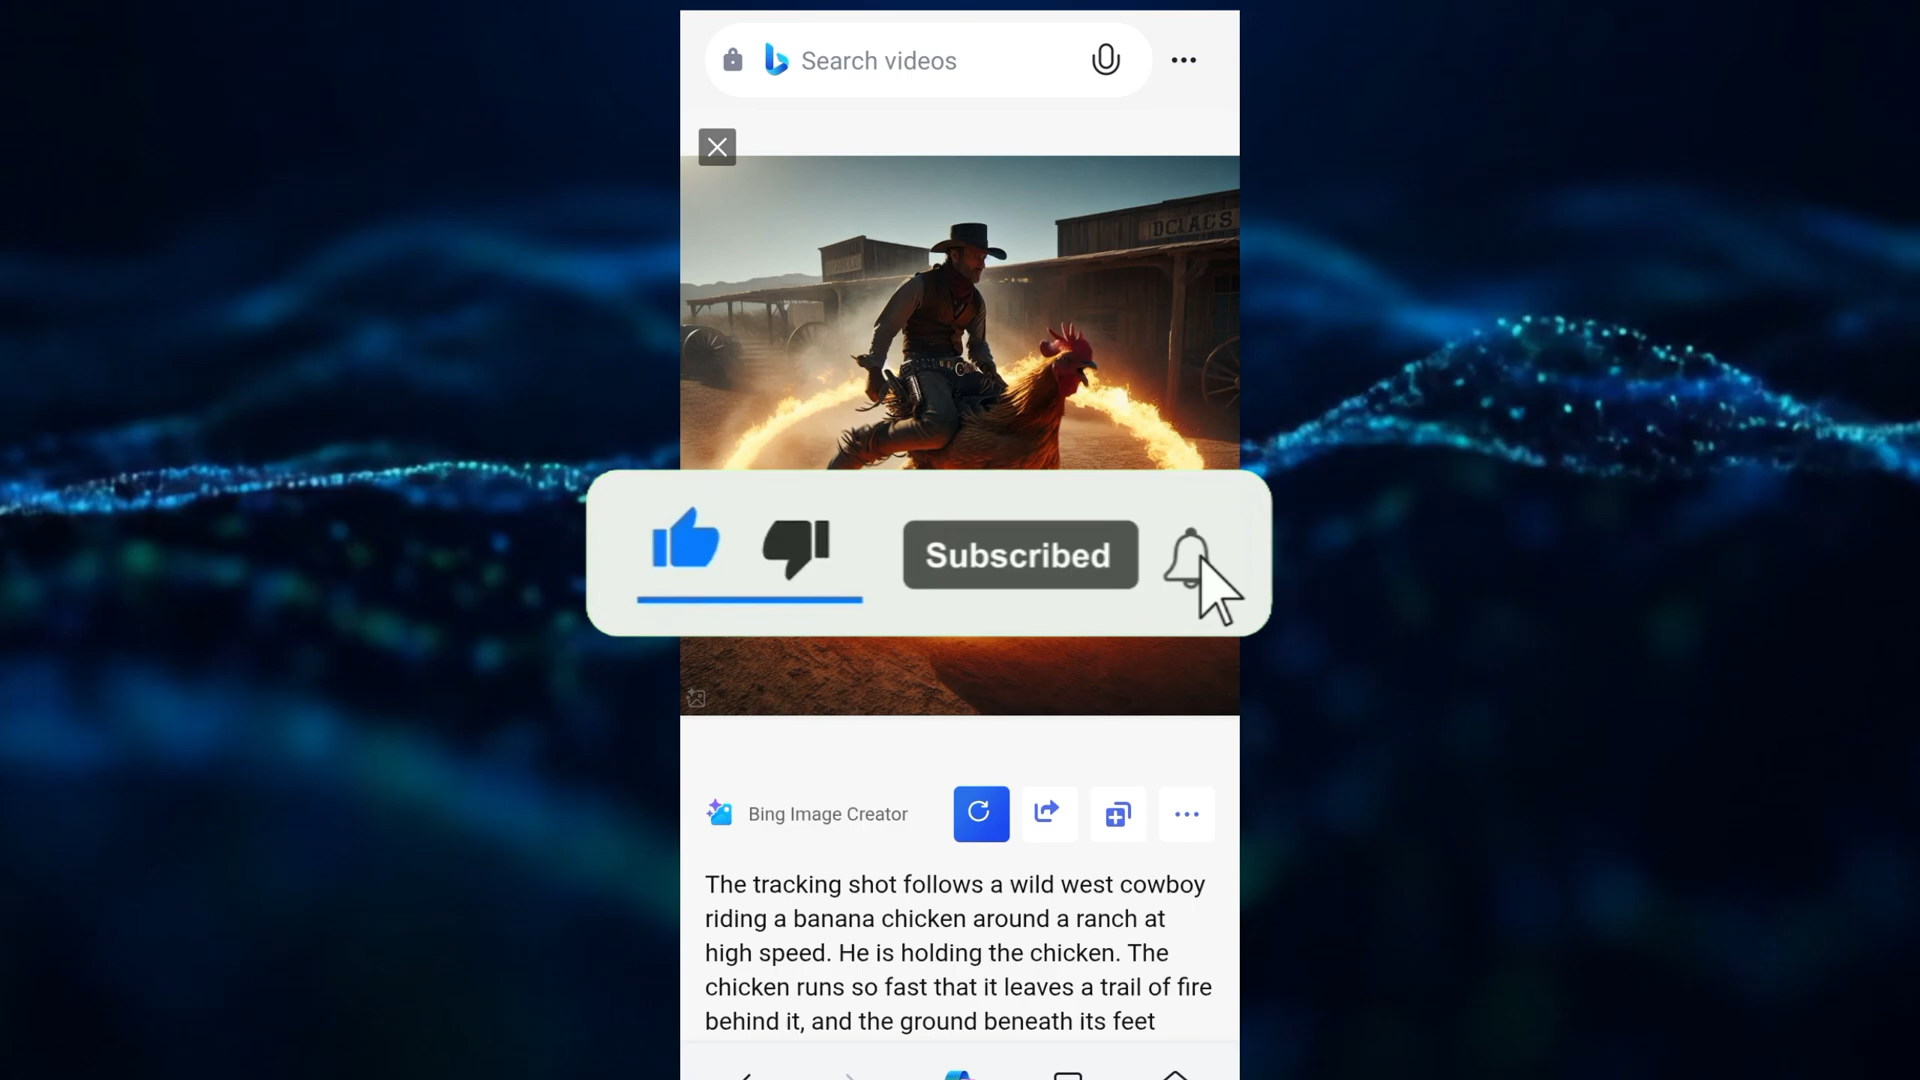 Search videos
DCLAGS
Subscribed
Bing Image Creator
The tracking shot follows a wild west cowboy
riding a banana chicken around a ranch at
high speed. He is holding the chicken. The
chicken runs so fast that it leaves a trail of fire
behind it, and the ground beneath its feet